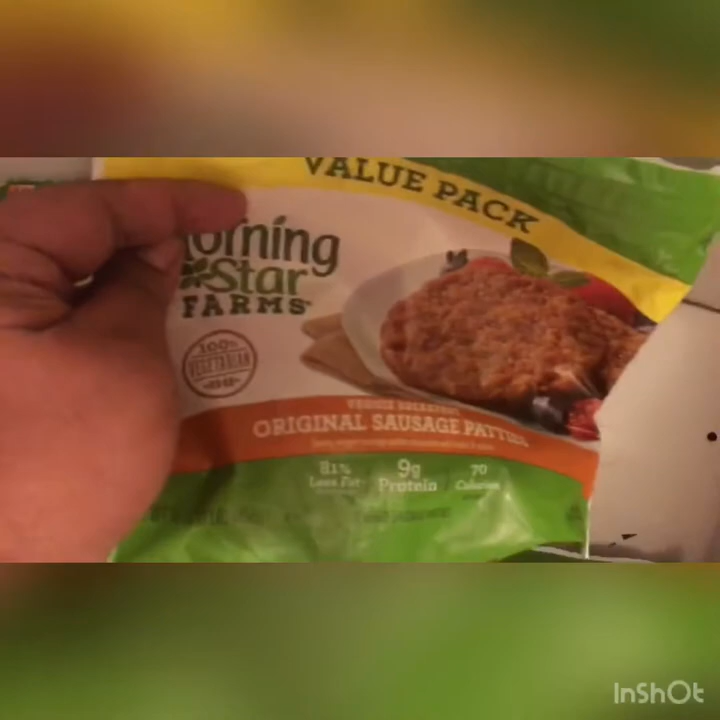 VALUE PACK
orning
Star
FARMS
100%
VEGETARIAN
VEGGIE BREAKFAST
ORIGINAL SAUSAGE PATTIES
81% 9g 70
Less Fat Protein Calories
InShOt